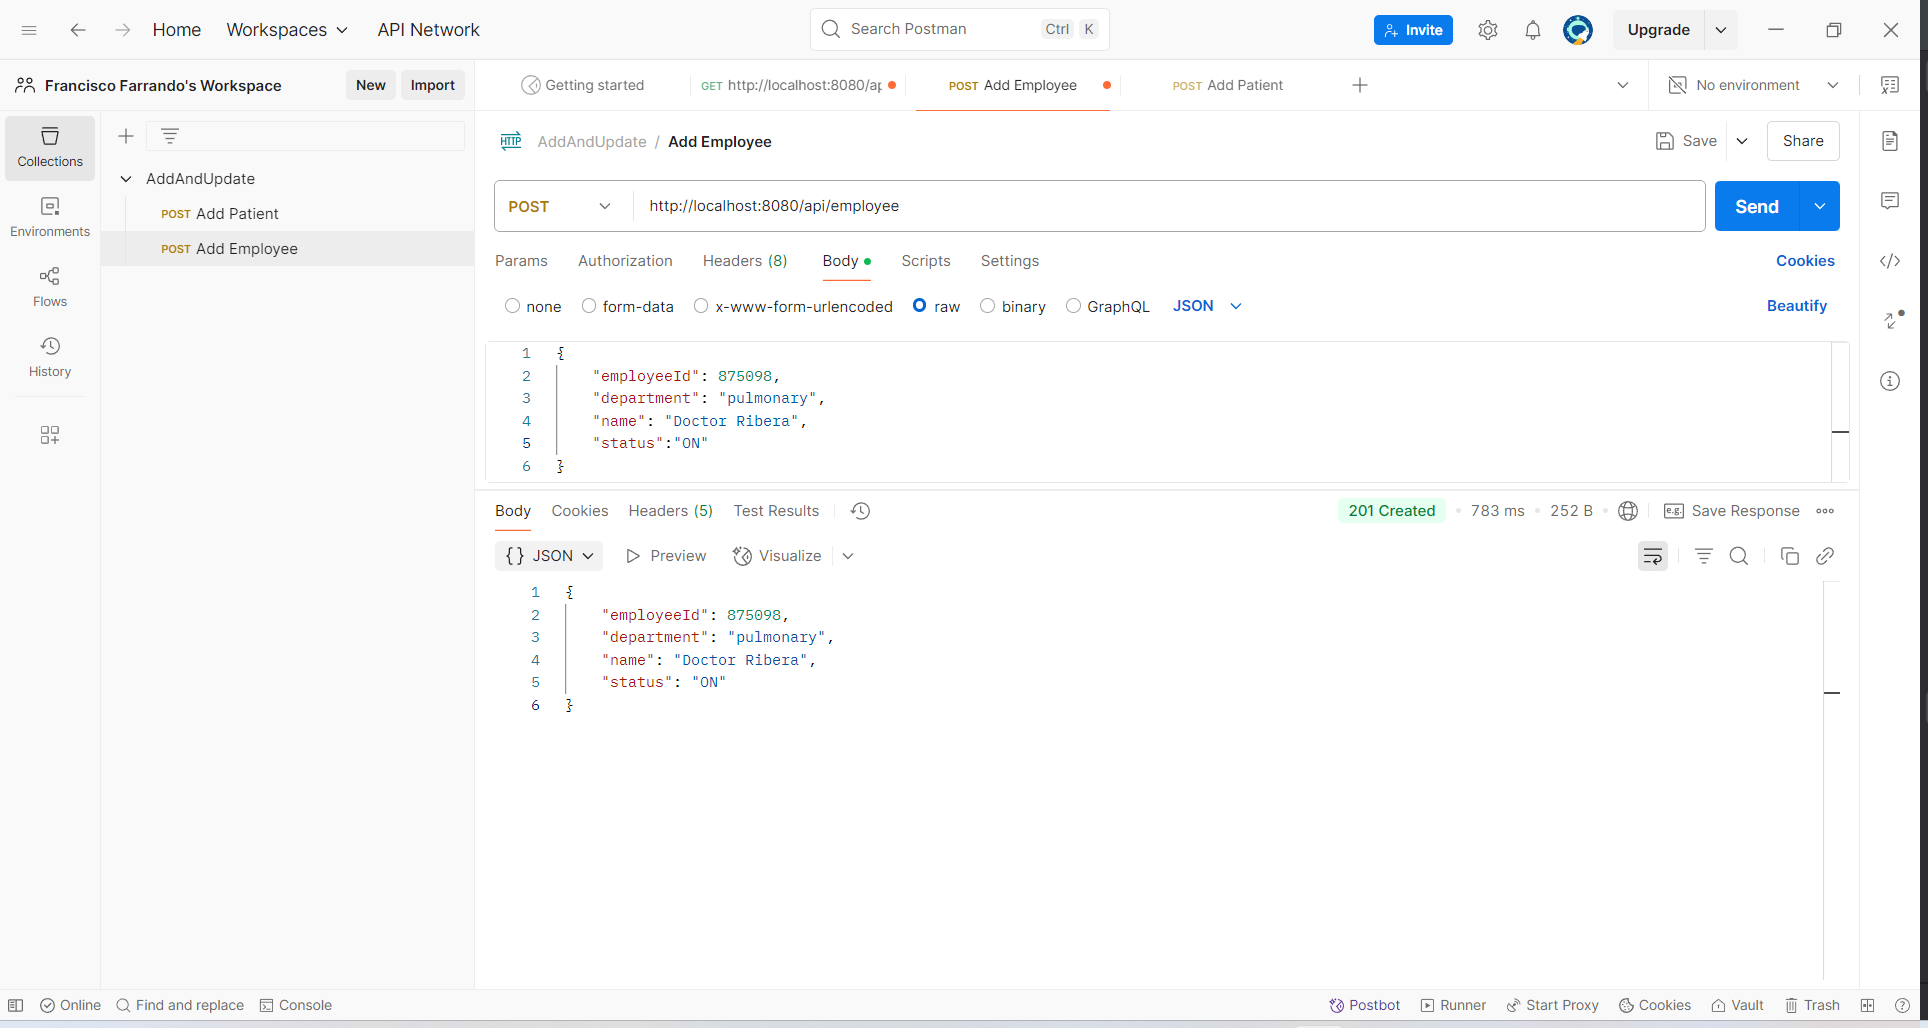 Home Workspaces API Network Search Postman Ctrl K Invite Upgrade
Francisco Farrando's Workspace New Import Getting started GET http://localhost:8080/ap POST Add Employee POST Add Patient No environment
Collections
Environments
Flows
History
AddAndUpdate
POST Add Patient
POST Add Employee
HTTP AddAndUpdate / Add Employee Save Share
POST http://localhost:8080/api/employee Send
Params Authorization Headers (8) Body Scripts Settings Cookies
none form-data x-www-form-urlencoded raw binary GraphQL JSON Beautify
1 {
2 "employeeId": 875098,
3 "department": "pulmonary",
4 "name": "Doctor Ribera",
5 "status":"ON"
6 }
Body Cookies Headers (5) Test Results 201 Created • 783 ms • 252 B • e.g. Save Response
{} JSON Preview Visualize
1 {
2 "employeeId": 875098,
3 "department": "pulmonary",
4 "name": "Doctor Ribera",
5 "status": "ON"
6 }
Online Find and replace Console Postbot Runner Start Proxy Cookies Vault Trash